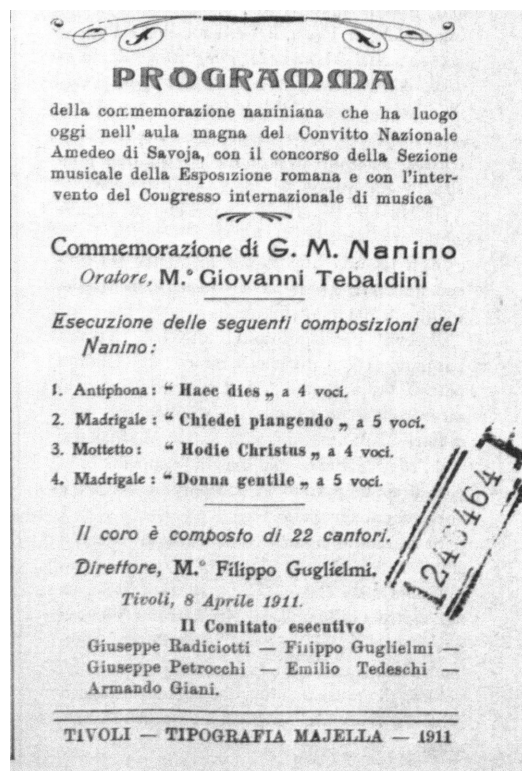 PROGRAMMA
della commemorazione naniniana che ha luogo
oggi nell' aula magna del Convitto Nazionale
Amedeo di Savoja, con il concorso della Sezione
musicale della Esposizione romana e con l'inter-
vento del Congresso internazionale di musica
Commemorazione di G. M. Nanino
Oratore, M.º Giovanni Tebaldini
Esecuzione delle seguenti composizioni del
Nanino:
1. Antiphona: “ Haec dies „ a 4 voci.
2. Madrigale: “ Chiedei piangendo „ a 5 voci.
3. Mottetto: “ Hodie Christus „ a 4 voci.
4. Madrigale: “ Donna gentile „ a 5 voci.
Il coro è composto di 22 cantori.
Direttore, M.º Filippo Guglielmi.
Tivoli, 8 Aprile 1911.
Il Comitato esecutivo
Giuseppe Radiciotti — Filippo Guglielmi —
Giuseppe Petrocchi — Emilio Tedeschi —
Armando Giani.
TIVOLI — TIPOGRAFIA MAJELLA — 1911
1245464